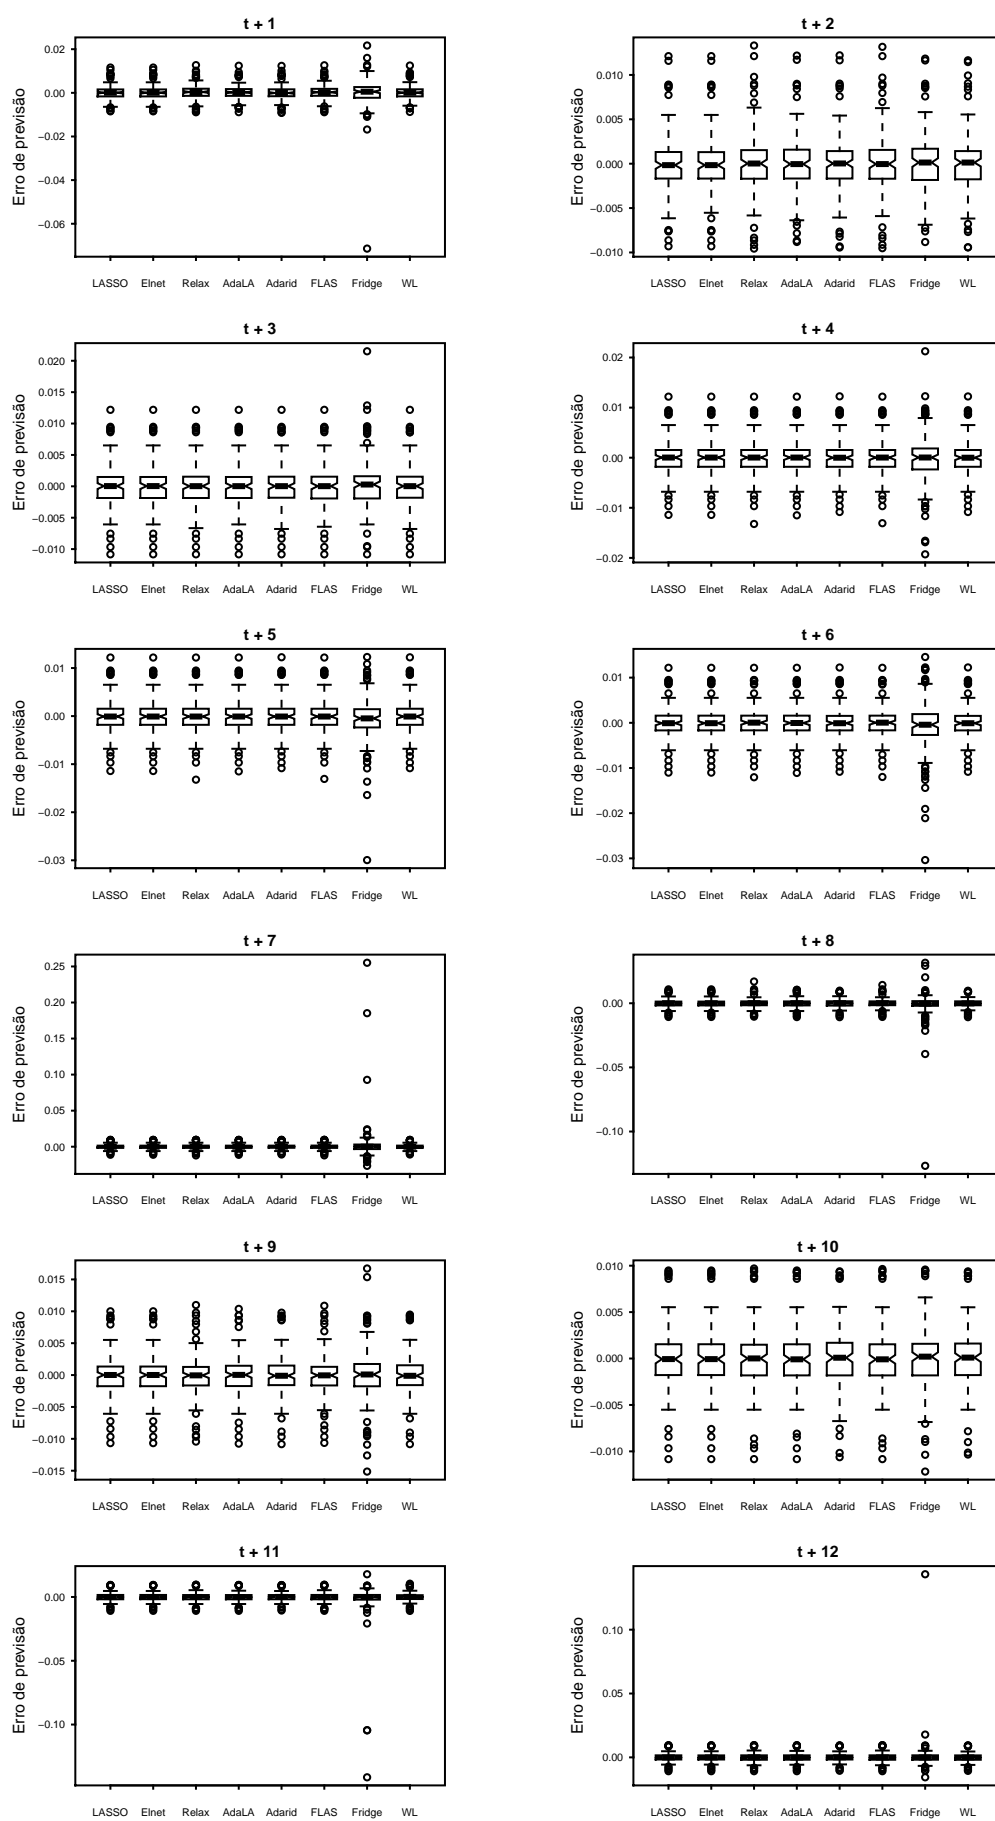 t + 1
Erro de previsão
0.02
0.00
−0.02
−0.04
−0.06
LASSO Elnet Relax AdaLA Adarid FLAS Fridge WL
t + 2
Erro de previsão
0.010
0.005
0.000
−0.005
−0.010
LASSO Elnet Relax AdaLA Adarid FLAS Fridge WL
t + 3
Erro de previsão
0.020
0.015
0.010
0.005
0.000
−0.005
−0.010
LASSO Elnet Relax AdaLA Adarid FLAS Fridge WL
t + 4
Erro de previsão
0.02
0.01
0.00
−0.01
−0.02
LASSO Elnet Relax AdaLA Adarid FLAS Fridge WL
t + 5
Erro de previsão
0.01
0.00
−0.01
−0.02
−0.03
LASSO Elnet Relax AdaLA Adarid FLAS Fridge WL
t + 6
Erro de previsão
0.01
0.00
−0.01
−0.02
−0.03
LASSO Elnet Relax AdaLA Adarid FLAS Fridge WL
t + 7
Erro de previsão
0.25
0.20
0.15
0.10
0.05
0.00
LASSO Elnet Relax AdaLA Adarid FLAS Fridge WL
t + 8
Erro de previsão
0.00
−0.05
−0.10
LASSO Elnet Relax AdaLA Adarid FLAS Fridge WL
t + 9
Erro de previsão
0.015
0.010
0.005
0.000
−0.005
−0.010
−0.015
LASSO Elnet Relax AdaLA Adarid FLAS Fridge WL
t + 10
Erro de previsão
0.010
0.005
0.000
−0.005
−0.010
LASSO Elnet Relax AdaLA Adarid FLAS Fridge WL
t + 11
Erro de previsão
0.00
−0.05
−0.10
LASSO Elnet Relax AdaLA Adarid FLAS Fridge WL
t + 12
Erro de previsão
0.10
0.05
0.00
LASSO Elnet Relax AdaLA Adarid FLAS Fridge WL